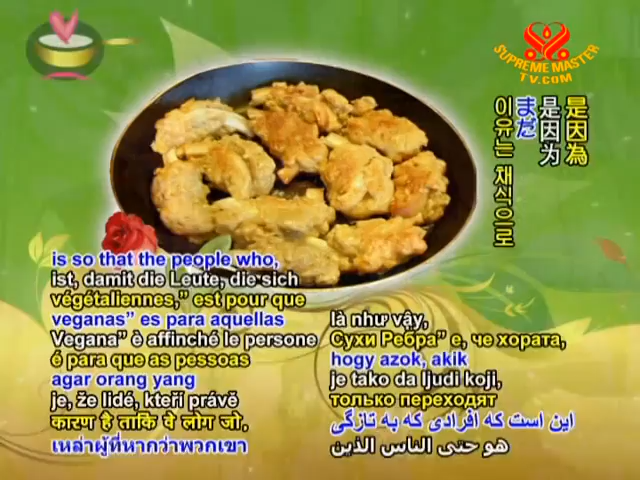 SUPREME MASTER
TV.COM
是因為
是因为
まだ
이유는 채식으로
is so that the people who,
ist, damit die Leute, die sich
végétaliennes," est pour que
veganas" es para aquellas
Vegana" è affinché le persone
é para que as pessoas
agar orang yang
je, že lidé, kteří právě
कारण है ताकि वे लोग जो,
เหล่าผู้ที่หากว่าพวกเขา
là như vậy,
Сухи Ребра" е, че хората,
hogy azok, akik
je tako da ljudi koji,
только переходят
این است که افرادی که به تازگی
هو حتى الناس الذين